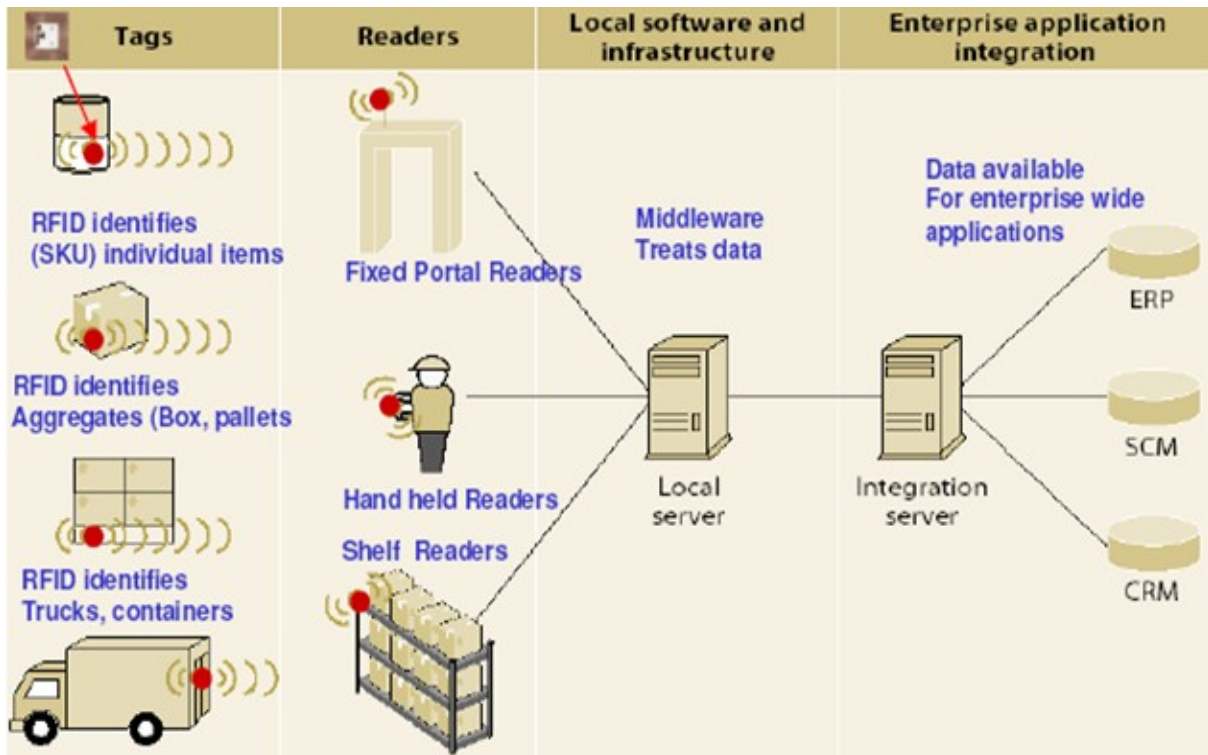 Tags
Readers
Local software and
infrastructure
Enterprise application
integration
RFID identifies
(SKU) individual items
RFID identifies
Aggregates (Box, pallets
RFID identifies
Trucks, containers
Fixed Portal Readers
Hand held Readers
Shelf Readers
Middleware
Treats data
Local
server
Data available
For enterprise wide
applications
Integration
server
ERP
SCM
CRM